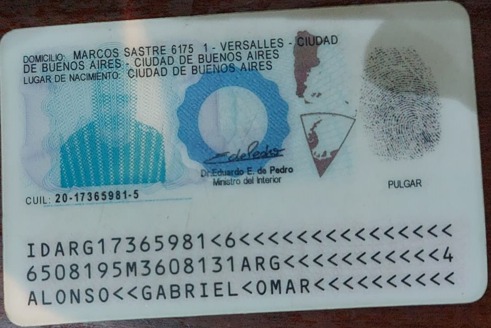 DOMICILIO: MARCOS SASTRE 6175 1 - VERSALLES - CIUDAD
DE BUENOS AIRES - CIUDAD DE BUENOS AIRES
LUGAR DE NACIMIENTO: CIUDAD DE BUENOS AIRES
EdePedro
Dr. Eduardo E. de Pedro
Ministro del Interior
PULGAR
CUIL: 20-17365981-5
IDARG17365981<6<<<<<<<<<<<<<<<
6508195M3608131ARG<<<<<<<<<<<4
ALONSO<<GABRIEL<OMAR<<<<<<<<<<